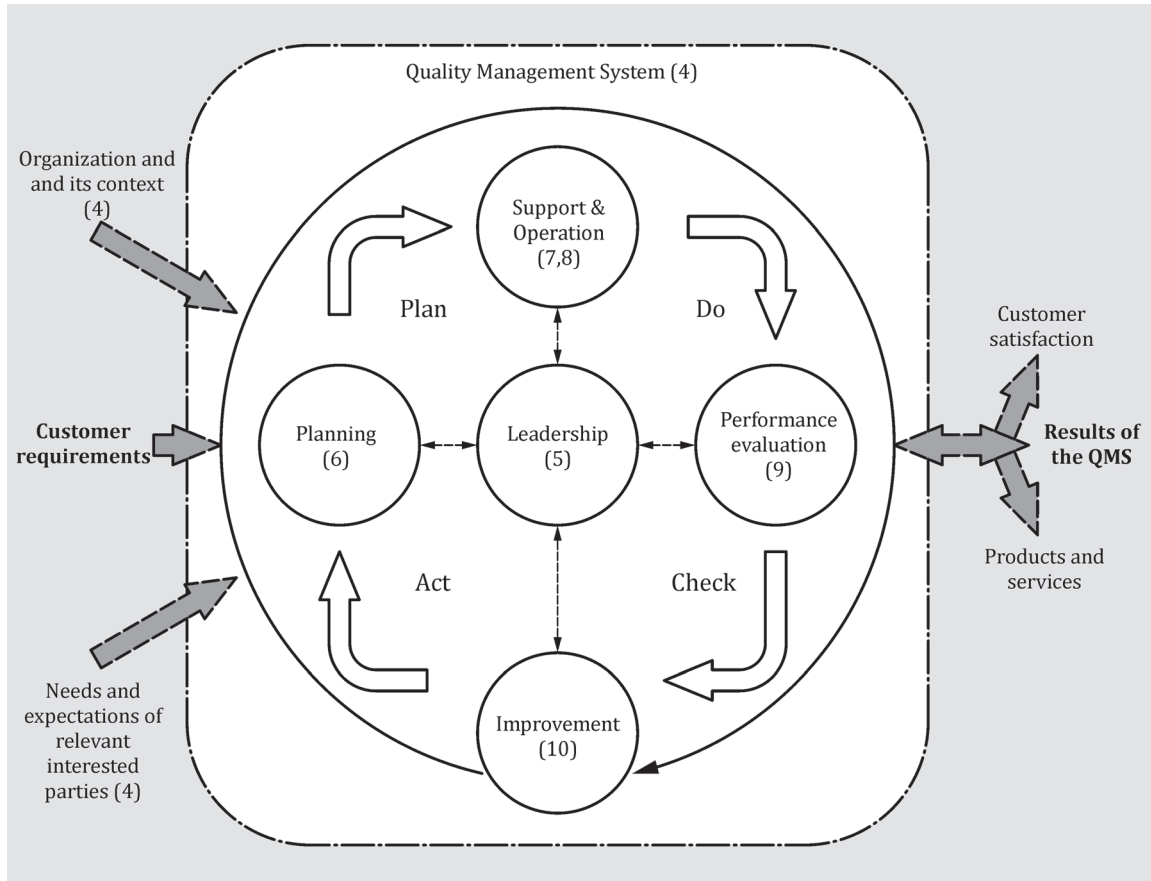 Quality Management System (4)
Organization and
and its context
(4)
Support &
Operation
(7,8)
Plan
Do
Customer
satisfaction
Customer
requirements
Planning
(6)
Leadership
(5)
Performance
evaluation
(9)
Results of
the QMS
Act
Check
Products and
services
Needs and
expectations of
relevant
interested
parties (4)
Improvement
(10)